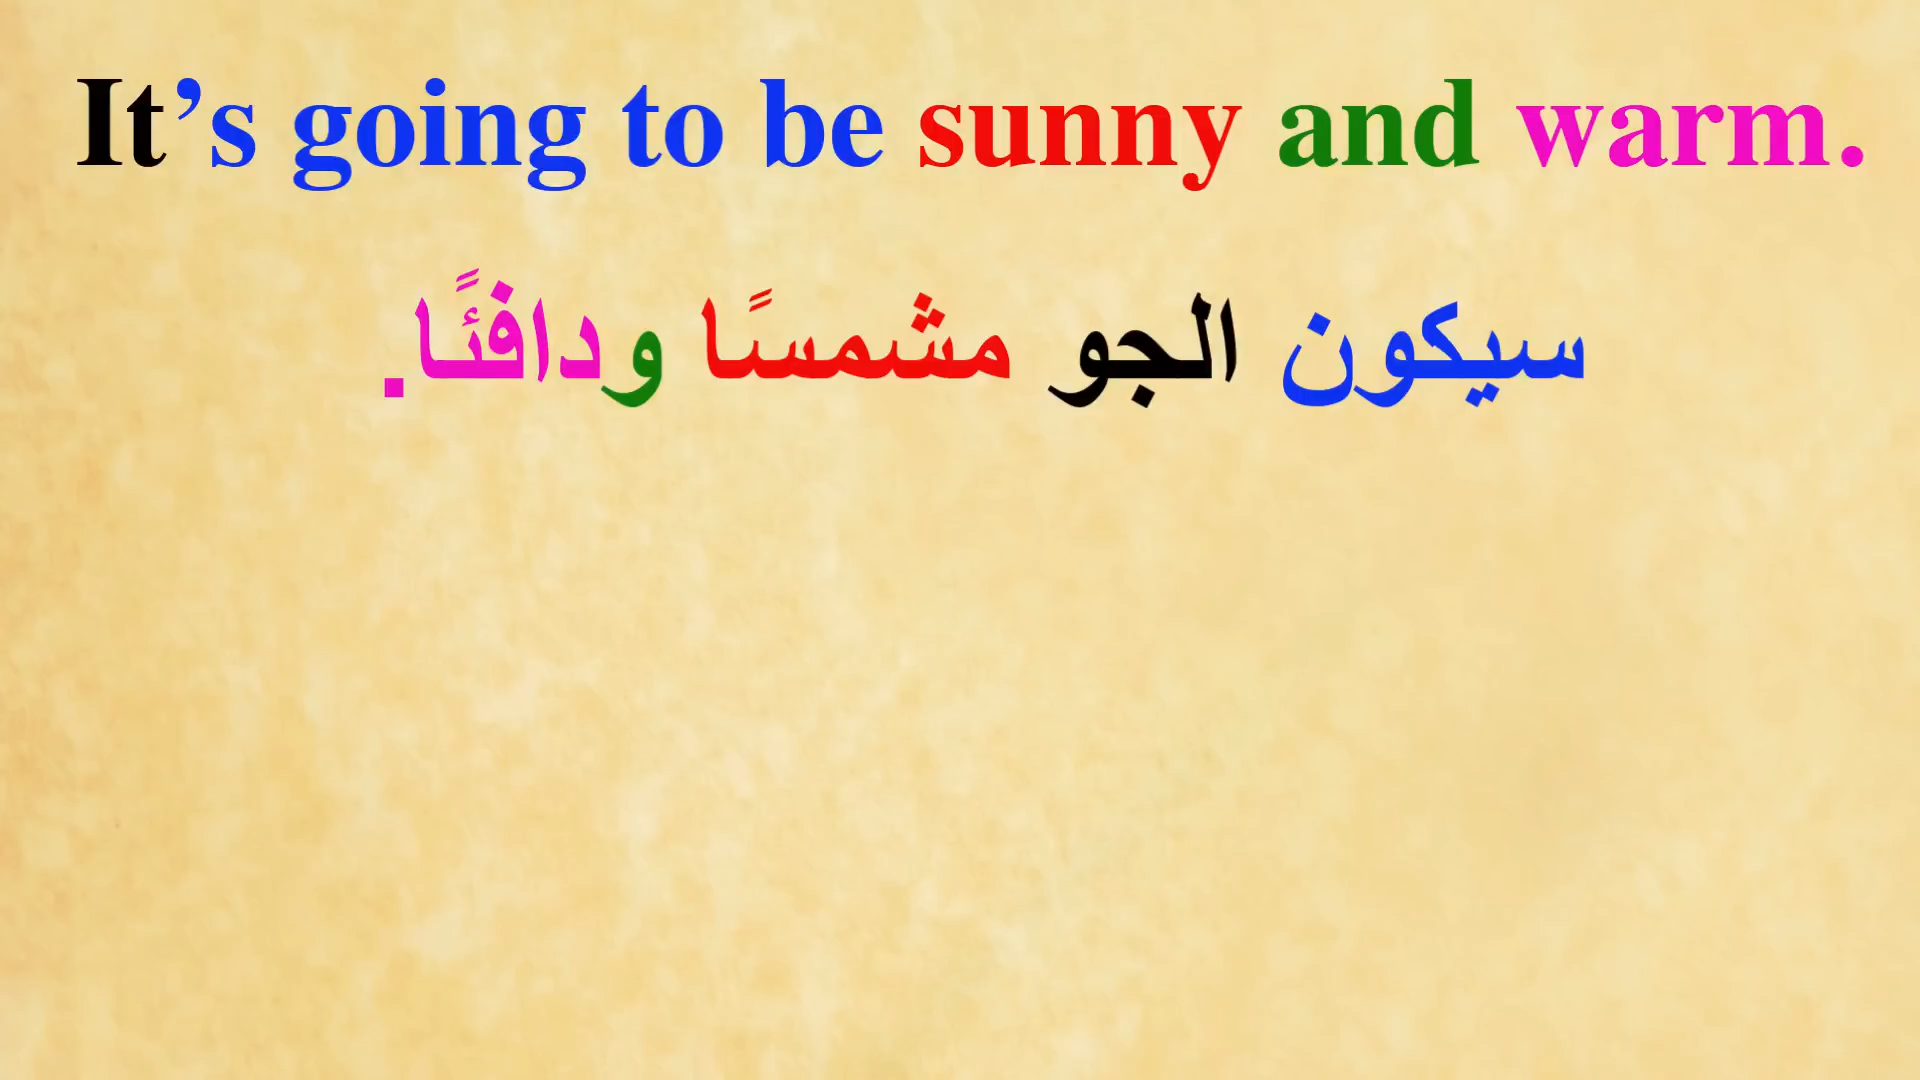 It’s going to be sunny and warm.
سيكون الجو مشمسًا ودافئًا.